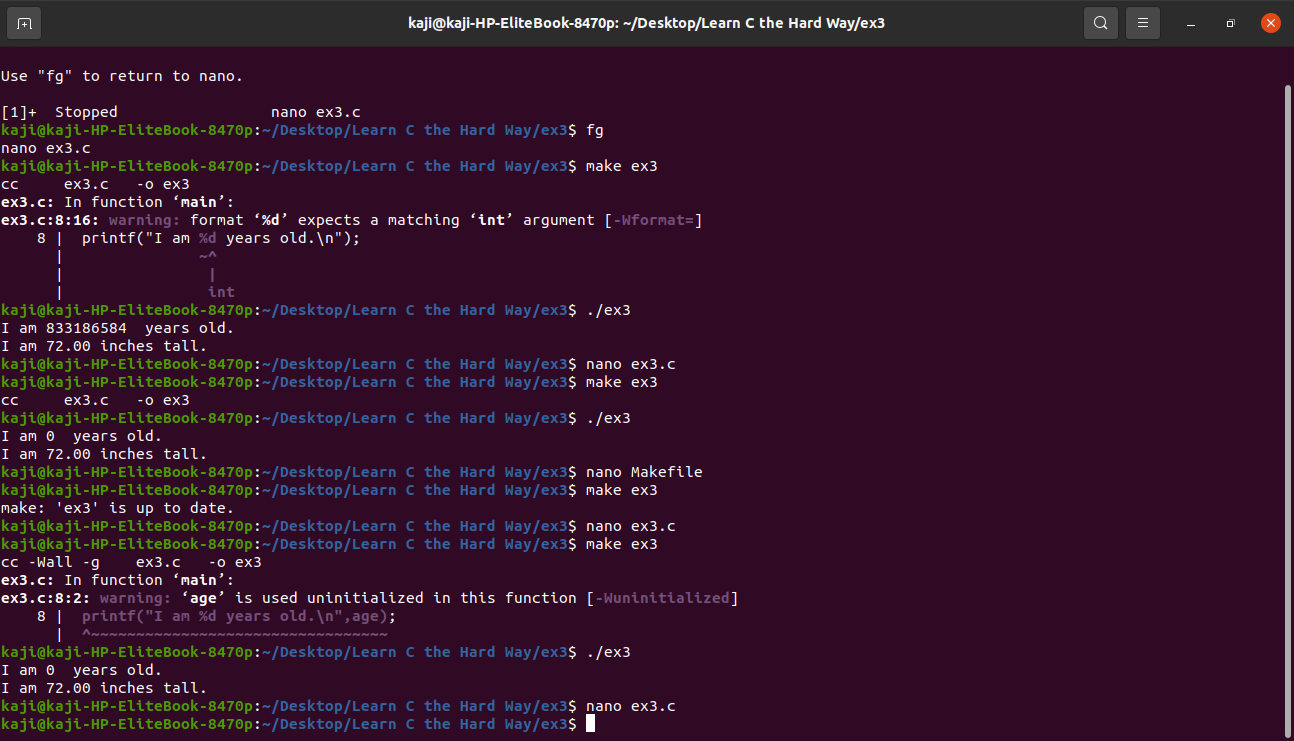 kaji@kaji-HP-EliteBook-8470p: ~/Desktop/Learn C the Hard Way/ex3
Use "fg" to return to nano.
[1]+  Stopped                 nano ex3.c
kaji@kaji-HP-EliteBook-8470p:~/Desktop/Learn C the Hard Way/ex3$ fg
nano ex3.c
kaji@kaji-HP-EliteBook-8470p:~/Desktop/Learn C the Hard Way/ex3$ make ex3
cc     ex3.c   -o ex3
ex3.c: In function ‘main’:
ex3.c:8:16: warning: format ‘%d’ expects a matching ‘int’ argument [-Wformat=]
    8 |  printf("I am %d years old.\n");
      |               ~^
      |                |
      |                int
kaji@kaji-HP-EliteBook-8470p:~/Desktop/Learn C the Hard Way/ex3$ ./ex3
I am 833186584  years old.
I am 72.00 inches tall.
kaji@kaji-HP-EliteBook-8470p:~/Desktop/Learn C the Hard Way/ex3$ nano ex3.c
kaji@kaji-HP-EliteBook-8470p:~/Desktop/Learn C the Hard Way/ex3$ make ex3
cc     ex3.c   -o ex3
kaji@kaji-HP-EliteBook-8470p:~/Desktop/Learn C the Hard Way/ex3$ ./ex3
I am 0  years old.
I am 72.00 inches tall.
kaji@kaji-HP-EliteBook-8470p:~/Desktop/Learn C the Hard Way/ex3$ nano Makefile
kaji@kaji-HP-EliteBook-8470p:~/Desktop/Learn C the Hard Way/ex3$ make ex3
make: 'ex3' is up to date.
kaji@kaji-HP-EliteBook-8470p:~/Desktop/Learn C the Hard Way/ex3$ nano ex3.c
kaji@kaji-HP-EliteBook-8470p:~/Desktop/Learn C the Hard Way/ex3$ make ex3
cc -Wall -g    ex3.c   -o ex3
ex3.c: In function ‘main’:
ex3.c:8:2: warning: ‘age’ is used uninitialized in this function [-Wuninitialized]
    8 |  printf("I am %d years old.\n",age);
      |  ^~~~~~~~~~~~~~~~~~~~~~~~~~~~~~~~~~
kaji@kaji-HP-EliteBook-8470p:~/Desktop/Learn C the Hard Way/ex3$ ./ex3
I am 0  years old.
I am 72.00 inches tall.
kaji@kaji-HP-EliteBook-8470p:~/Desktop/Learn C the Hard Way/ex3$ nano ex3.c
kaji@kaji-HP-EliteBook-8470p:~/Desktop/Learn C the Hard Way/ex3$